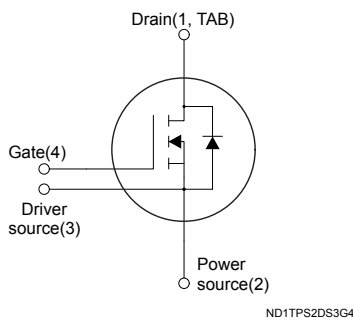 Drain(1, TAB)
Gate(4)
Driver
source(3)
Power
source(2)
ND1TPS2DS3G4